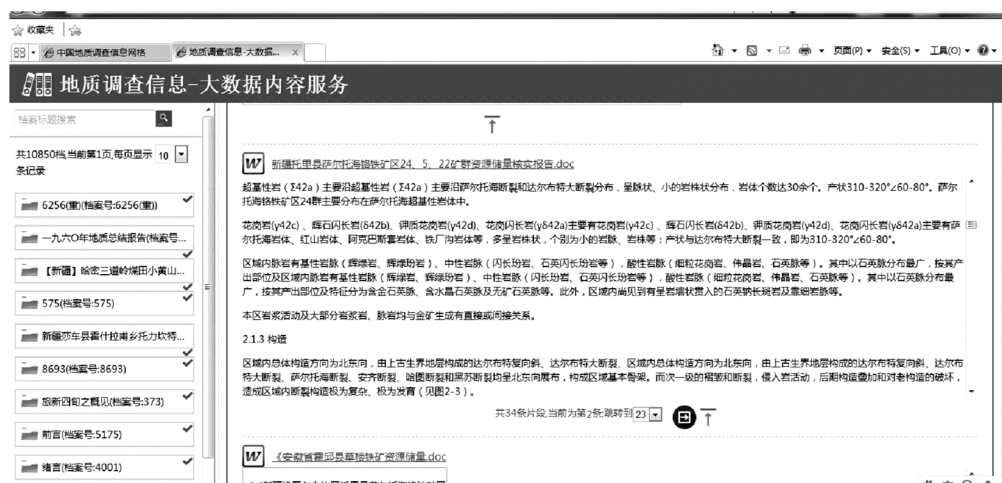 收藏夹
中国地质调查信息网格
地质调查信息-大数据... x
页面(P) 安全(S) 工具(O)
地质调查信息-大数据内容服务
档案标题搜索
共10850档,当前第1页,每页显示 10
条记录
6256(重)(档案号:6256(重))
一九六〇年地质总结报告(档案号...
【新疆】哈密三道岭煤田小黄山...
575(档案号:575)
新疆莎车县霍什拉甫乡托力坎特...
8693(档案号:8693)
旅新四旬之概见(档案号:373)
前言(档案号:5175)
绪言(档案号:4001)
新疆托里县萨尔托海铬铁矿区24、5、22矿群资源储量核实报告.doc
超基性岩（Σ42a）主要沿超基性岩（Σ42a）主要沿萨尔托海断裂和达尔布特大断裂分布，呈脉状、小的岩株状分布，岩体个数达30余个。产状310-320°∠60-80°。萨尔
托海铬铁矿区24群主要分布在萨尔托海超基性岩体中。
花岗岩(γ42c)、辉石闪长岩(δ42b)、钾质花岗岩(γ42d)、花岗闪长岩(γδ42a)主要有花岗岩(γ42c)、辉石闪长岩(δ42b)、钾质花岗岩(γ42d)、花岗闪长岩(γδ42a)主要有萨
尔托海岩体、红山岩体、阿克巴斯套岩体、铁厂沟岩体等，多呈岩株状，个别为小的岩脉、岩株等；产状与达尔布特大断裂一致，即为310-320°∠60-80°。
区域内脉岩有基性岩脉（辉绿岩、辉绿玢岩）、中性岩脉（闪长玢岩、石英闪长玢岩等），酸性岩脉（细粒花岗岩、伟晶岩、石英脉等）。其中以石英脉分布最广，按其产
出部位及区域内脉岩有基性岩脉（辉绿岩、辉绿玢岩）、中性岩脉（闪长玢岩、石英闪长玢岩等），酸性岩脉（细粒花岗岩、伟晶岩、石英脉等）。其中以石英脉分布最
广，按其产出部位及特征分为含金石英脉、含水晶石英脉及无矿石英脉等。此外，区域内尚见到有呈岩墙状贯入的石英钠长斑岩及霏细岩脉等。
本区岩浆活动及大部分岩浆岩、脉岩均与金矿生成有直接或间接关系。
2.1.3 构造
区域内总体构造方向为北东向，由上古生界地层构成的达尔布特复向斜、达尔布特大断裂、区域内总体构造方向为北东向，由上古生界地层构成的达尔布特复向斜、达尔布
特大断裂、萨尔托海断裂、安齐断裂、哈图断裂和黑苏断裂均呈北东向展布，构成区域基本骨架。而次一级的褶皱和断裂，侵入岩活动，后期构造叠加和对老构造的破坏，
造成区域内断裂构造极为复杂、极为发育（见图2-3）。
共34条片段,当前为第2条:跳转到 23
《安徽省霍邱县草楼铁矿资源储量.doc